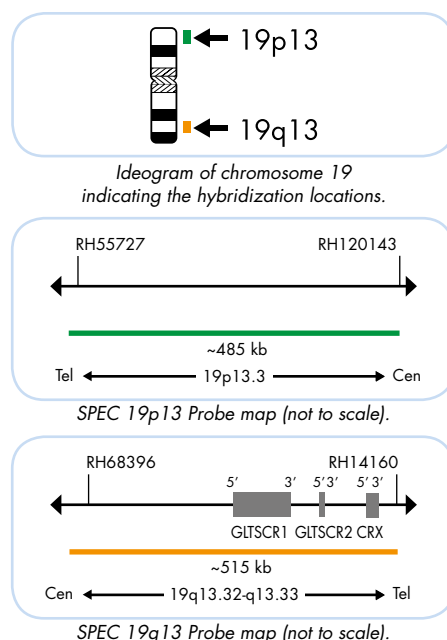 19p13
19q13
Ideogram of chromosome 19
indicating the hybridization locations.
RH55727 RH120143
~485 kb
Tel 19p13.3 Cen
SPEC 19p13 Probe map (not to scale).
RH68396 RH14160
5’ 3’ 5’ 3’ 5’ 3’
GLTSCR1 GLTSCR2 CRX
~515 kb
Cen 19q13.32-q13.33 Tel
SPEC 19q13 Probe map (not to scale).